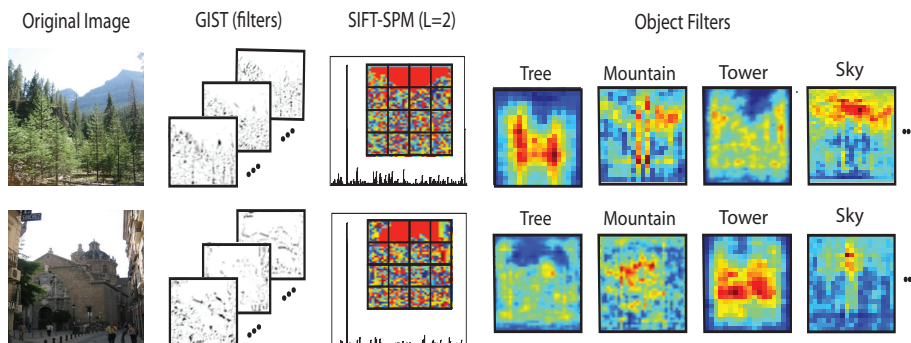 Original Image GIST (filters) SIFT-SPM (L=2) Object Filters
Tree Mountain Tower Sky
Tree Mountain Tower Sky